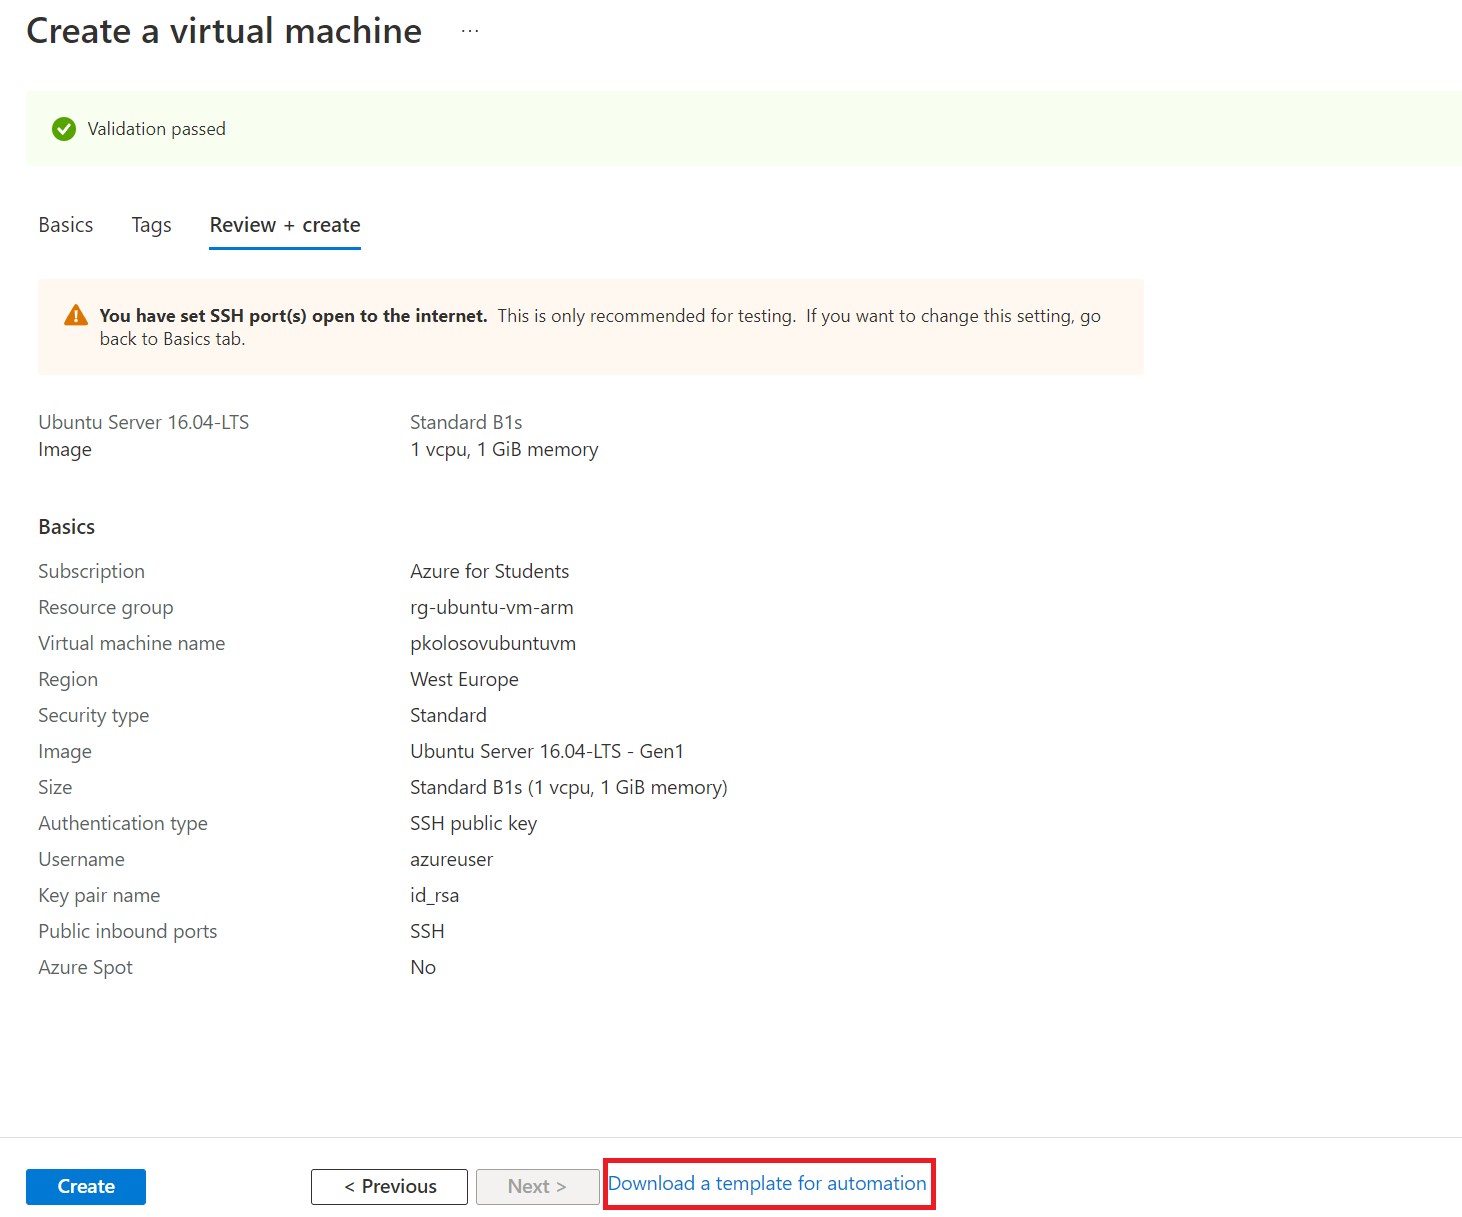 Create a virtual machine ...
Validation passed
Basics Tags Review + create
You have set SSH port(s) open to the internet. This is only recommended for testing. If you want to change this setting, go
back to Basics tab.
Ubuntu Server 16.04-LTS Standard B1s
Image 1 vcpu, 1 GiB memory
Basics
Subscription Azure for Students
Resource group rg-ubuntu-vm-arm
Virtual machine name pkolosovubuntuvm
Region West Europe
Security type Standard
Image Ubuntu Server 16.04-LTS - Gen1
Size Standard B1s (1 vcpu, 1 GiB memory)
Authentication type SSH public key
Username azureuser
Key pair name id_rsa
Public inbound ports SSH
Azure Spot No
Create < Previous Next > Download a template for automation